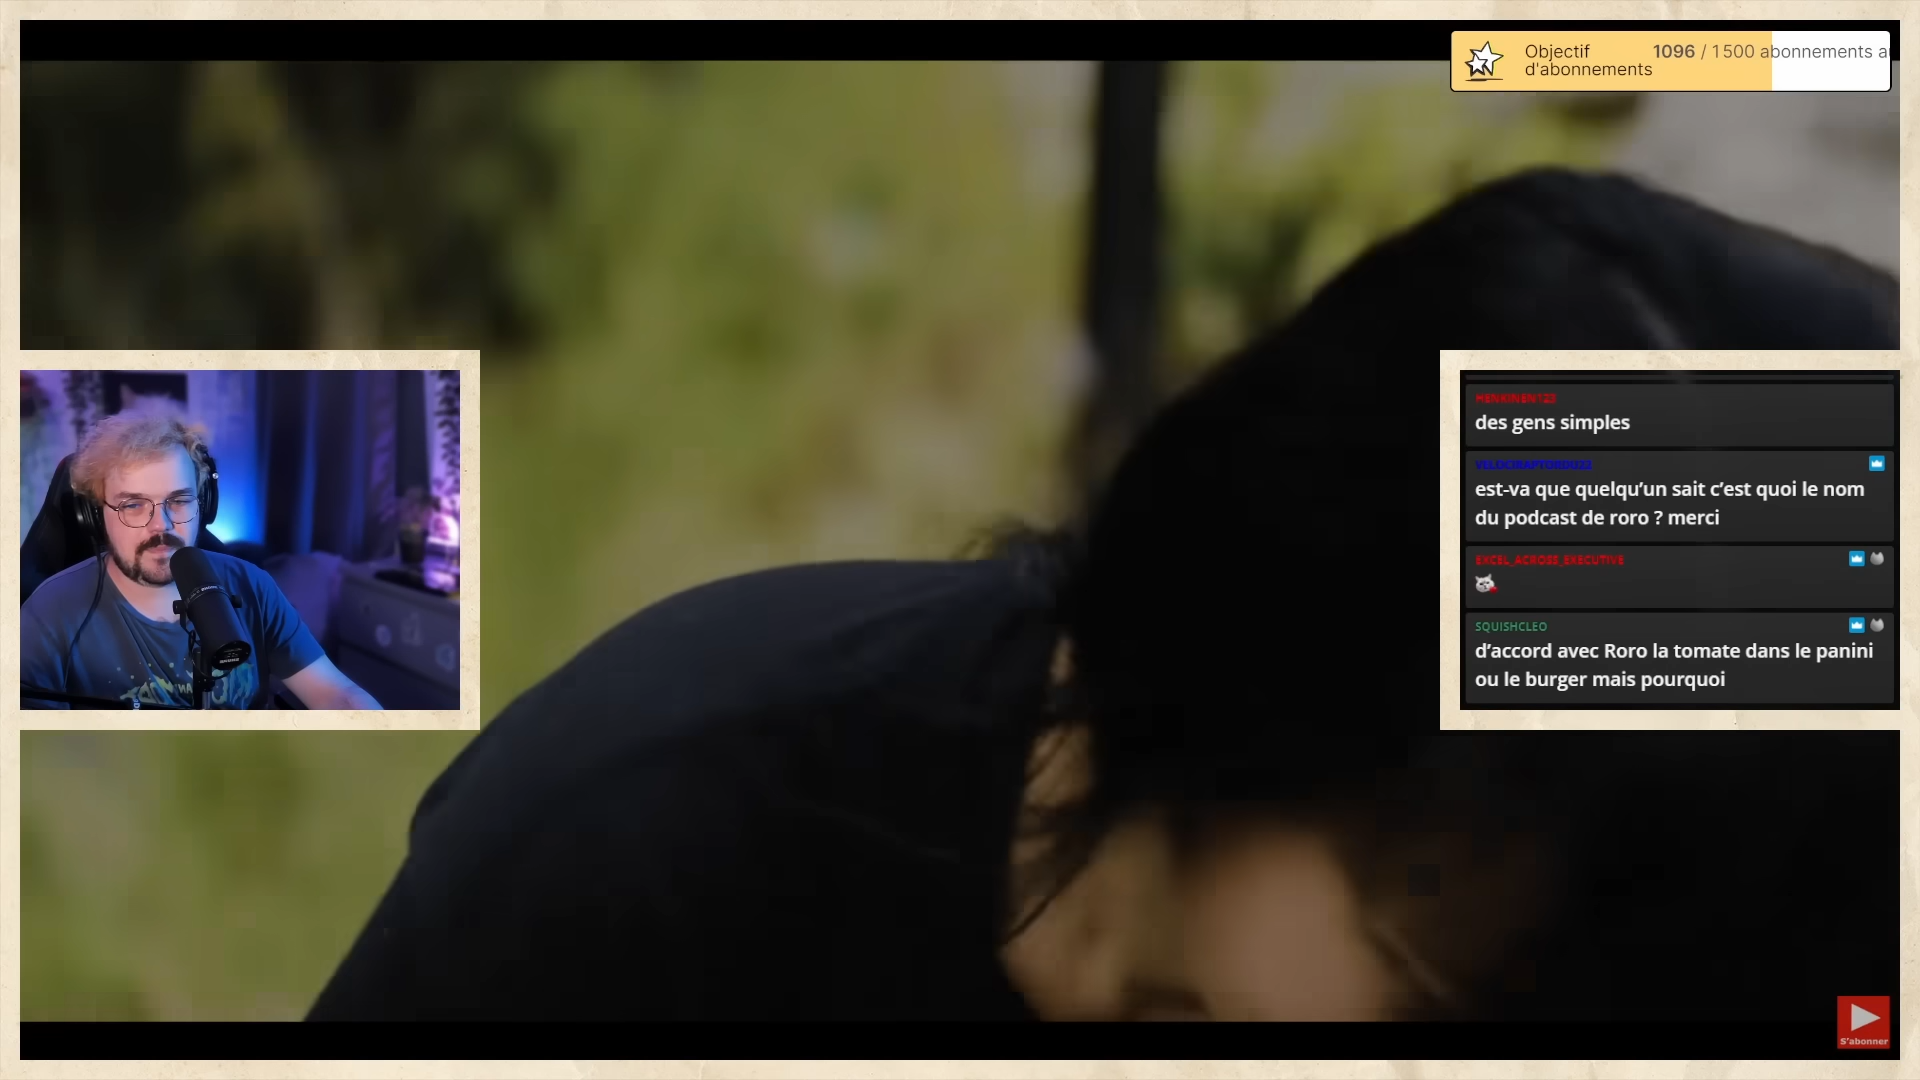 Objectif
d'abonnements
1096 / 1500 abonnements a
HENKINEN123
des gens simples
est-va que quelqu'un sait c'est quoi le nom
du podcast de roro ? merci
EXCEL_ACROSS_EXECUTIVE
SQUISHCLEO
d'accord avec Roro la tomate dans le panini
ou le burger mais pourquoi
S'abonner